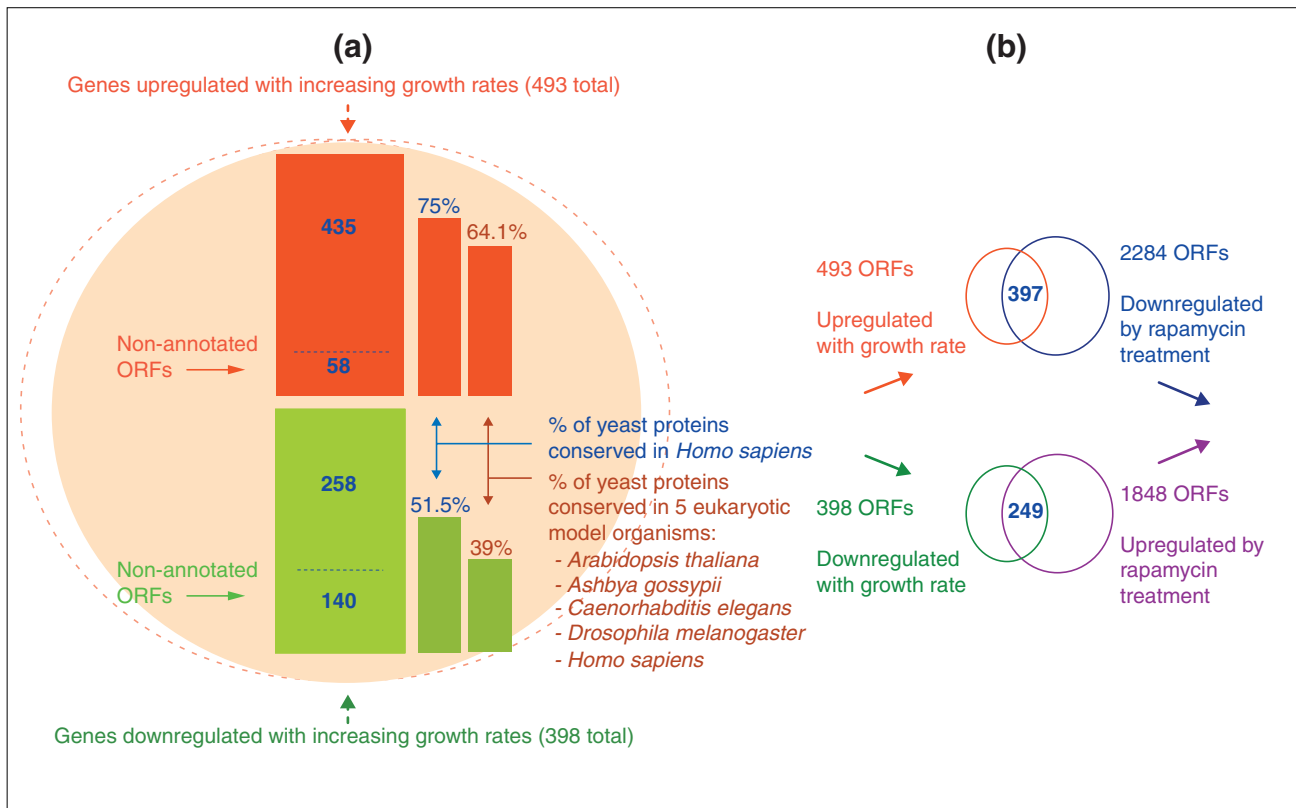 (a)
Genes upregulated with increasing growth rates (493 total)
435
75%
64.1%
Non-annotated
ORFs
58
258
51.5%
39%
Non-annotated
ORFs
140
% of yeast proteins
conserved in Homo sapiens
% of yeast proteins
conserved in 5 eukaryotic
model organisms:
- Arabidopsis thaliana
- Ashbya gossypii
- Caenorhabditis elegans
- Drosophila melanogaster
- Homo sapiens
Genes downregulated with increasing growth rates (398 total)
(b)
493 ORFs
Upregulated
with growth rate
397
2284 ORFs
Downregulated
by rapamycin
treatment
398 ORFs
Downregulated
with growth rate
249
1848 ORFs
Upregulated by
rapamycin
treatment